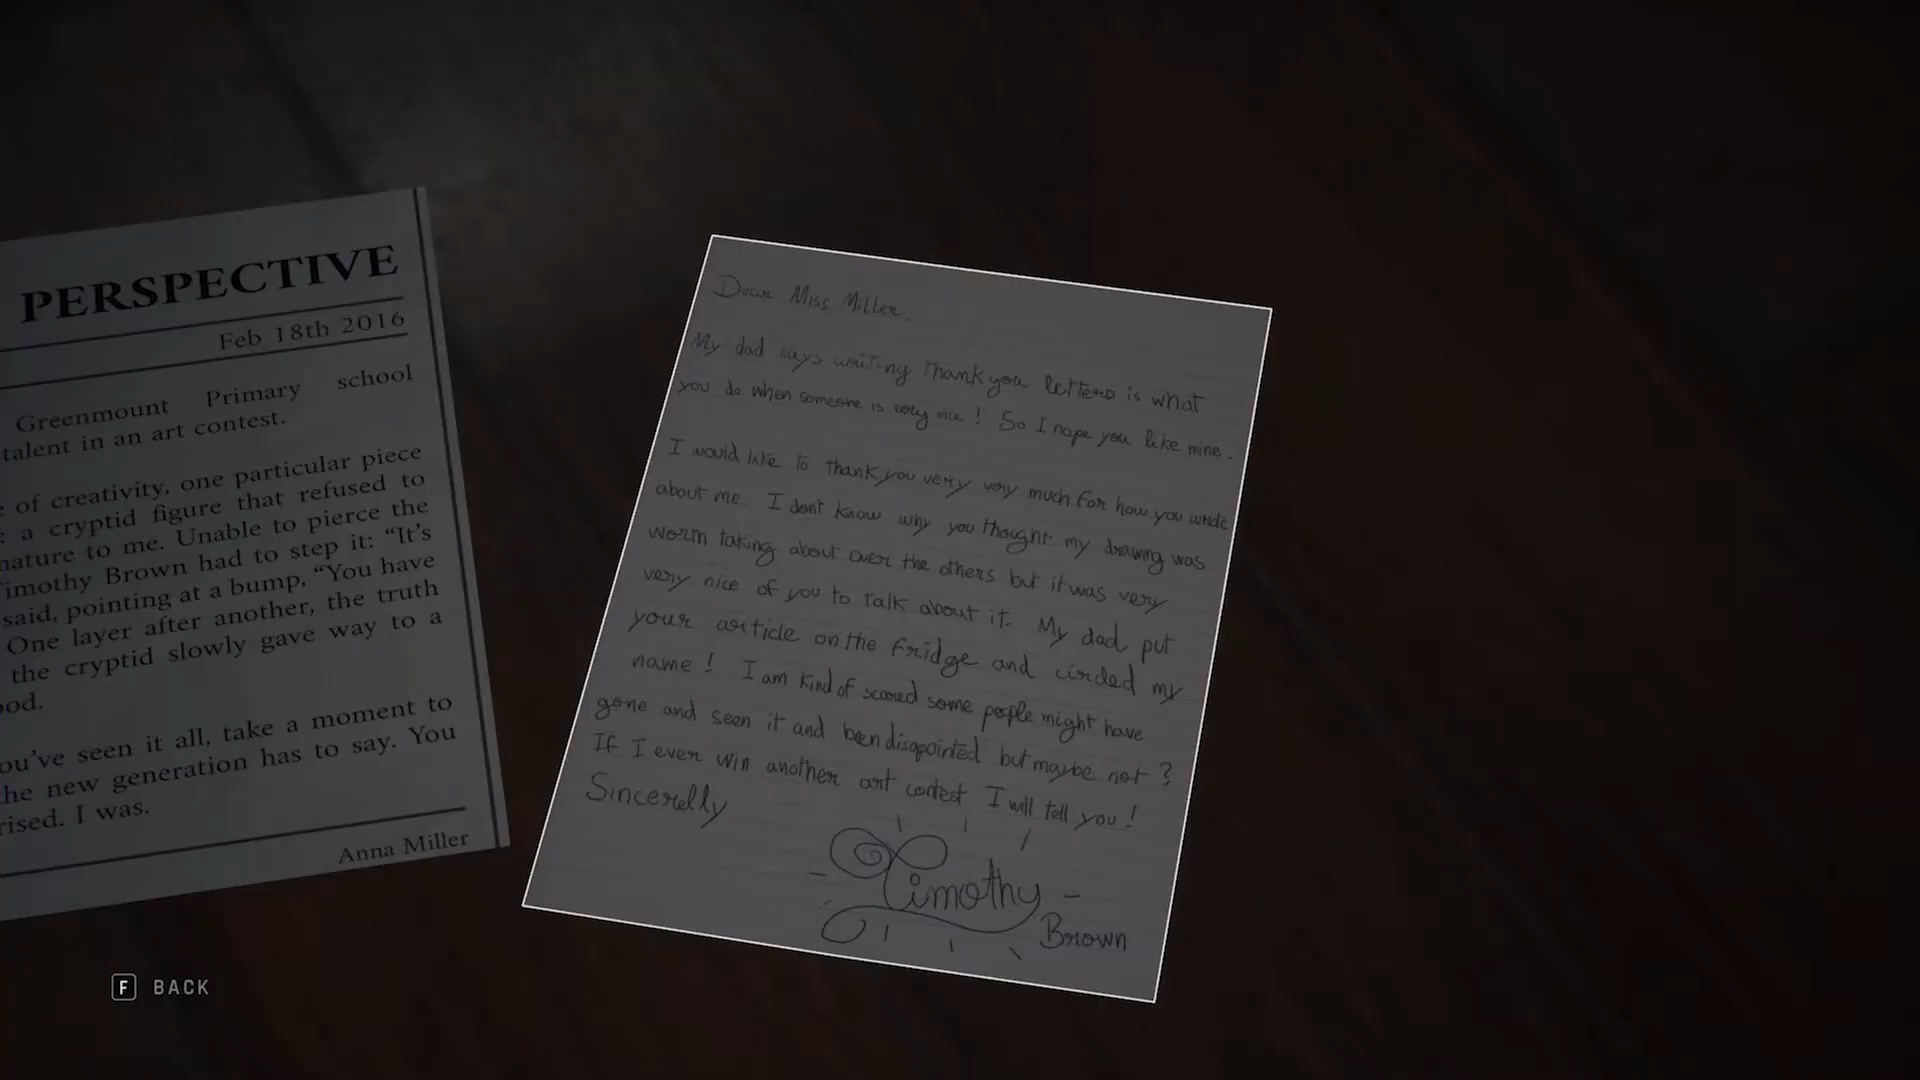 PERSPECTIVE
Feb 18th 2016
Greenmount Primary school
talent in an art contest.
of creativity, one particular piece
: a cryptid figure that refused to
nature to me. Unable to pierce the
Timothy Brown had to step it: “It’s
said, pointing at a bump, “You have
One layer after another, the truth
the cryptid slowly gave way to a
ou’ve seen it all, take a moment to
he new generation has to say. You
rised. I was.
Anna Miller
Dear Miss Miller.
My dad says writing thank you letters is what
you do when someone is very nice! So I hope you like mine.
I would like to thank you very very much for how you wrote
about me. I dont know why you thought my drawing was
worth taking about over the others but it was very
very nice of you to talk about it. My dad put
your article on the fridge and circled my
name! I am kind of scared some people might have
gone and seen it and been disapointed but maybe not?
If I ever win another art contest I will tell you!
Sincerelly
Timothy
Brown
F BACK